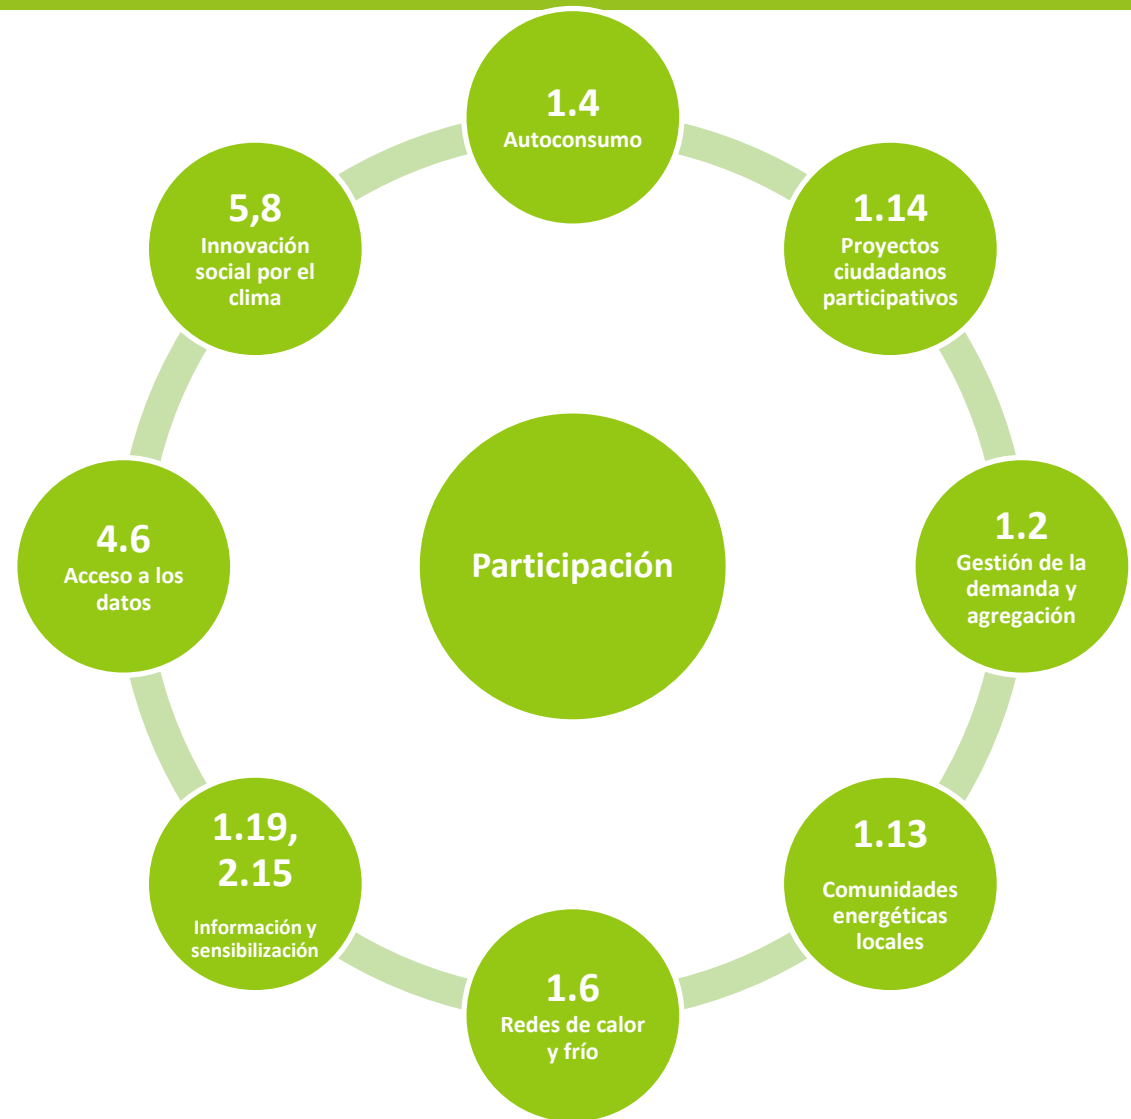 1.4
Autoconsumo
1.14
Proyectos
ciudadanos
participativos
1.2
Gestión de la
demanda y
agregación
1.13
Comunidades
energéticas
locales
1.6
Redes de calor
y frío
1.19,
2.15
Información y
sensibilización
4.6
Acceso a los
datos
5,8
Innovación
social por el
clima
Participación